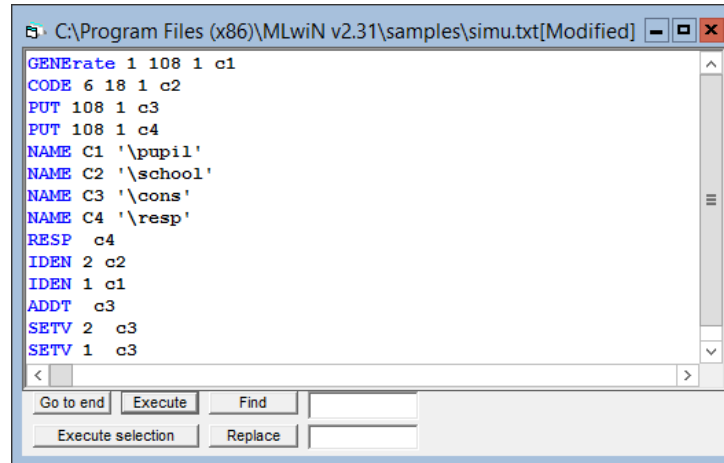 C:\Program Files (x86)\MLwiN v2.31\samples\simu.txt[Modified]
GENErate 1 108 1 c1
CODE 6 18 1 c2
PUT 108 1 c3
PUT 108 1 c4
NAME C1 '\pupil'
NAME C2 '\school'
NAME C3 '\cons'
NAME C4 '\resp'
RESP  c4
IDEN 2 c2
IDEN 1 c1
ADDT  c3
SETV 2  c3
SETV 1  c3
Go to end Execute Find
Execute selection Replace